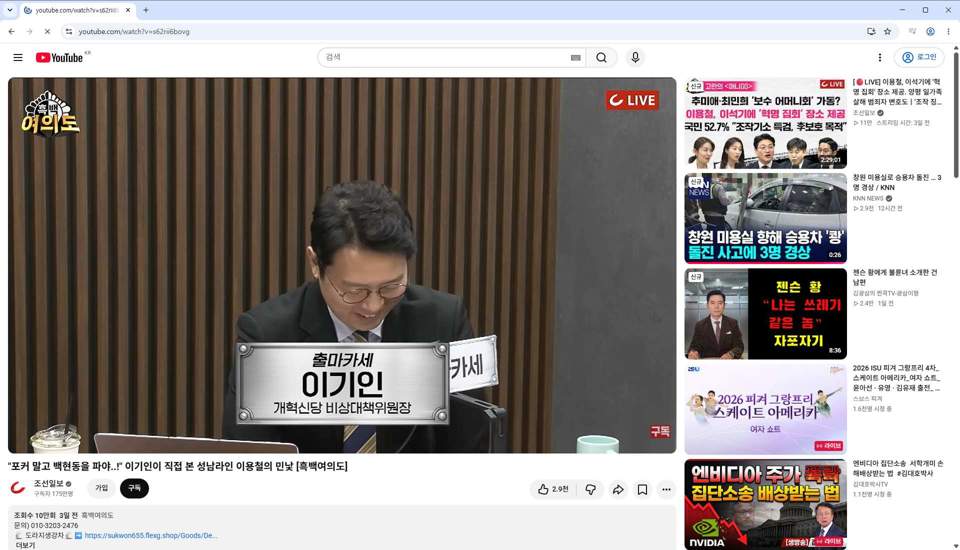 youtube.com/watch?v=s62rii6bovg
YouTube KR
검색
로그인
흑백
여의도
LIVE
출마카세
이기인
개혁신당 비상대책위원장
카세
구독
"포커 말고 백현동을 파야..!" 이기인이 직접 본 성남라인 이용철의 민낯 [흑백여의도]
조선일보
구독자 175만명
가입
구독
2.9천
조회수 10만회 3일 전 흑백여의도
문의) 010-3203-2476
도라지생강차
https://sukwon655.flexg.shop/Goods/De...
더보기
신규
고란의 <머니이슈>
LIVE
추미애·최민희 '보수 어머니회' 가동?
이용철, 이석기에 '혁명 집회' 장소 제공
국민 52.7% "조작기소 특검, 후보호 목적"
2:29:01
[🔴LIVE] 이용철, 이석기에 '혁
명 집회' 장소 제공. 양평 일가족
살해 범죄자 변호도 | '조작 징...
조선일보
11만 스트리밍 시간: 3일 전
신규
KNN
NEWS
창원 미용실 향해 승용차 '쾅'
돌진 사고에 3명 경상
0:26
창원 미용실로 승용차 돌진 ... 3
명 경상 / KNN
KNN NEWS
2.9천 12시간 전
신규
젠슨 황
"나는 쓰레기
같은 놈"
자포자기
8:36
젠슨 황에게 불륜녀 소개한 건
남편
2.4만 1일 전
ISU
2026 피겨 그랑프리
스케이트 아메리카
여자 쇼트
라이브
2026 ISU 피겨 그랑프리 4차_
스케이트 아메리카_여자 쇼트_
윤아선 · 유영 · 김유재 출전_ ...
스브스 피겨
1.6천명 시청 중
엔비디아 주가 폭락
집단소송 배상받는 법
NVIDIA
[생방송]
라이브
엔비디아 집단소송 서학개미 손
해배상받는 법 #김대호박사
김대호박사TV
1.1천명 시청 중